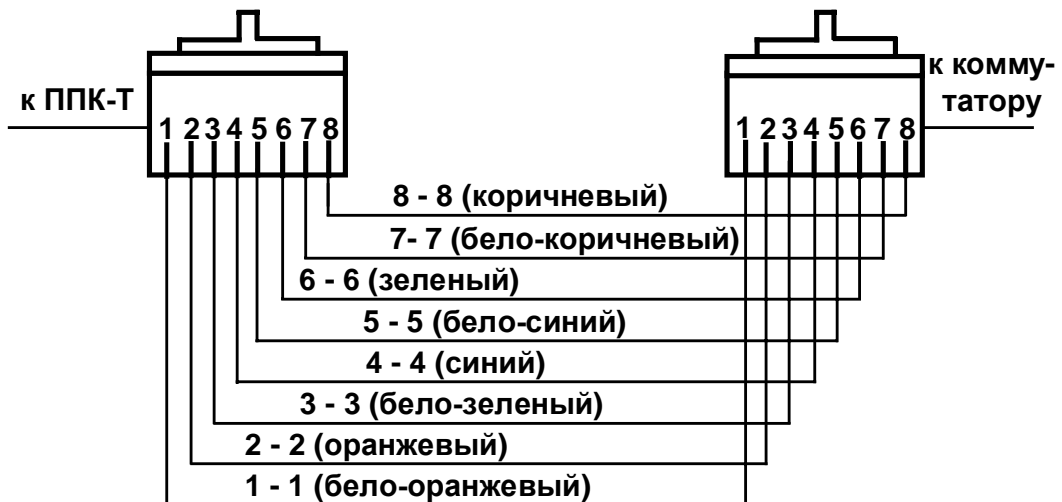 к ППК-Т
к комму-
татору
1 2 3 4 5 6 7 8
1 2 3 4 5 6 7 8
8 - 8 (коричневый)
7- 7 (бело-коричневый)
6 - 6 (зеленый)
5 - 5 (бело-синий)
4 - 4 (синий)
3 - 3 (бело-зеленый)
2 - 2 (оранжевый)
1 - 1 (бело-оранжевый)